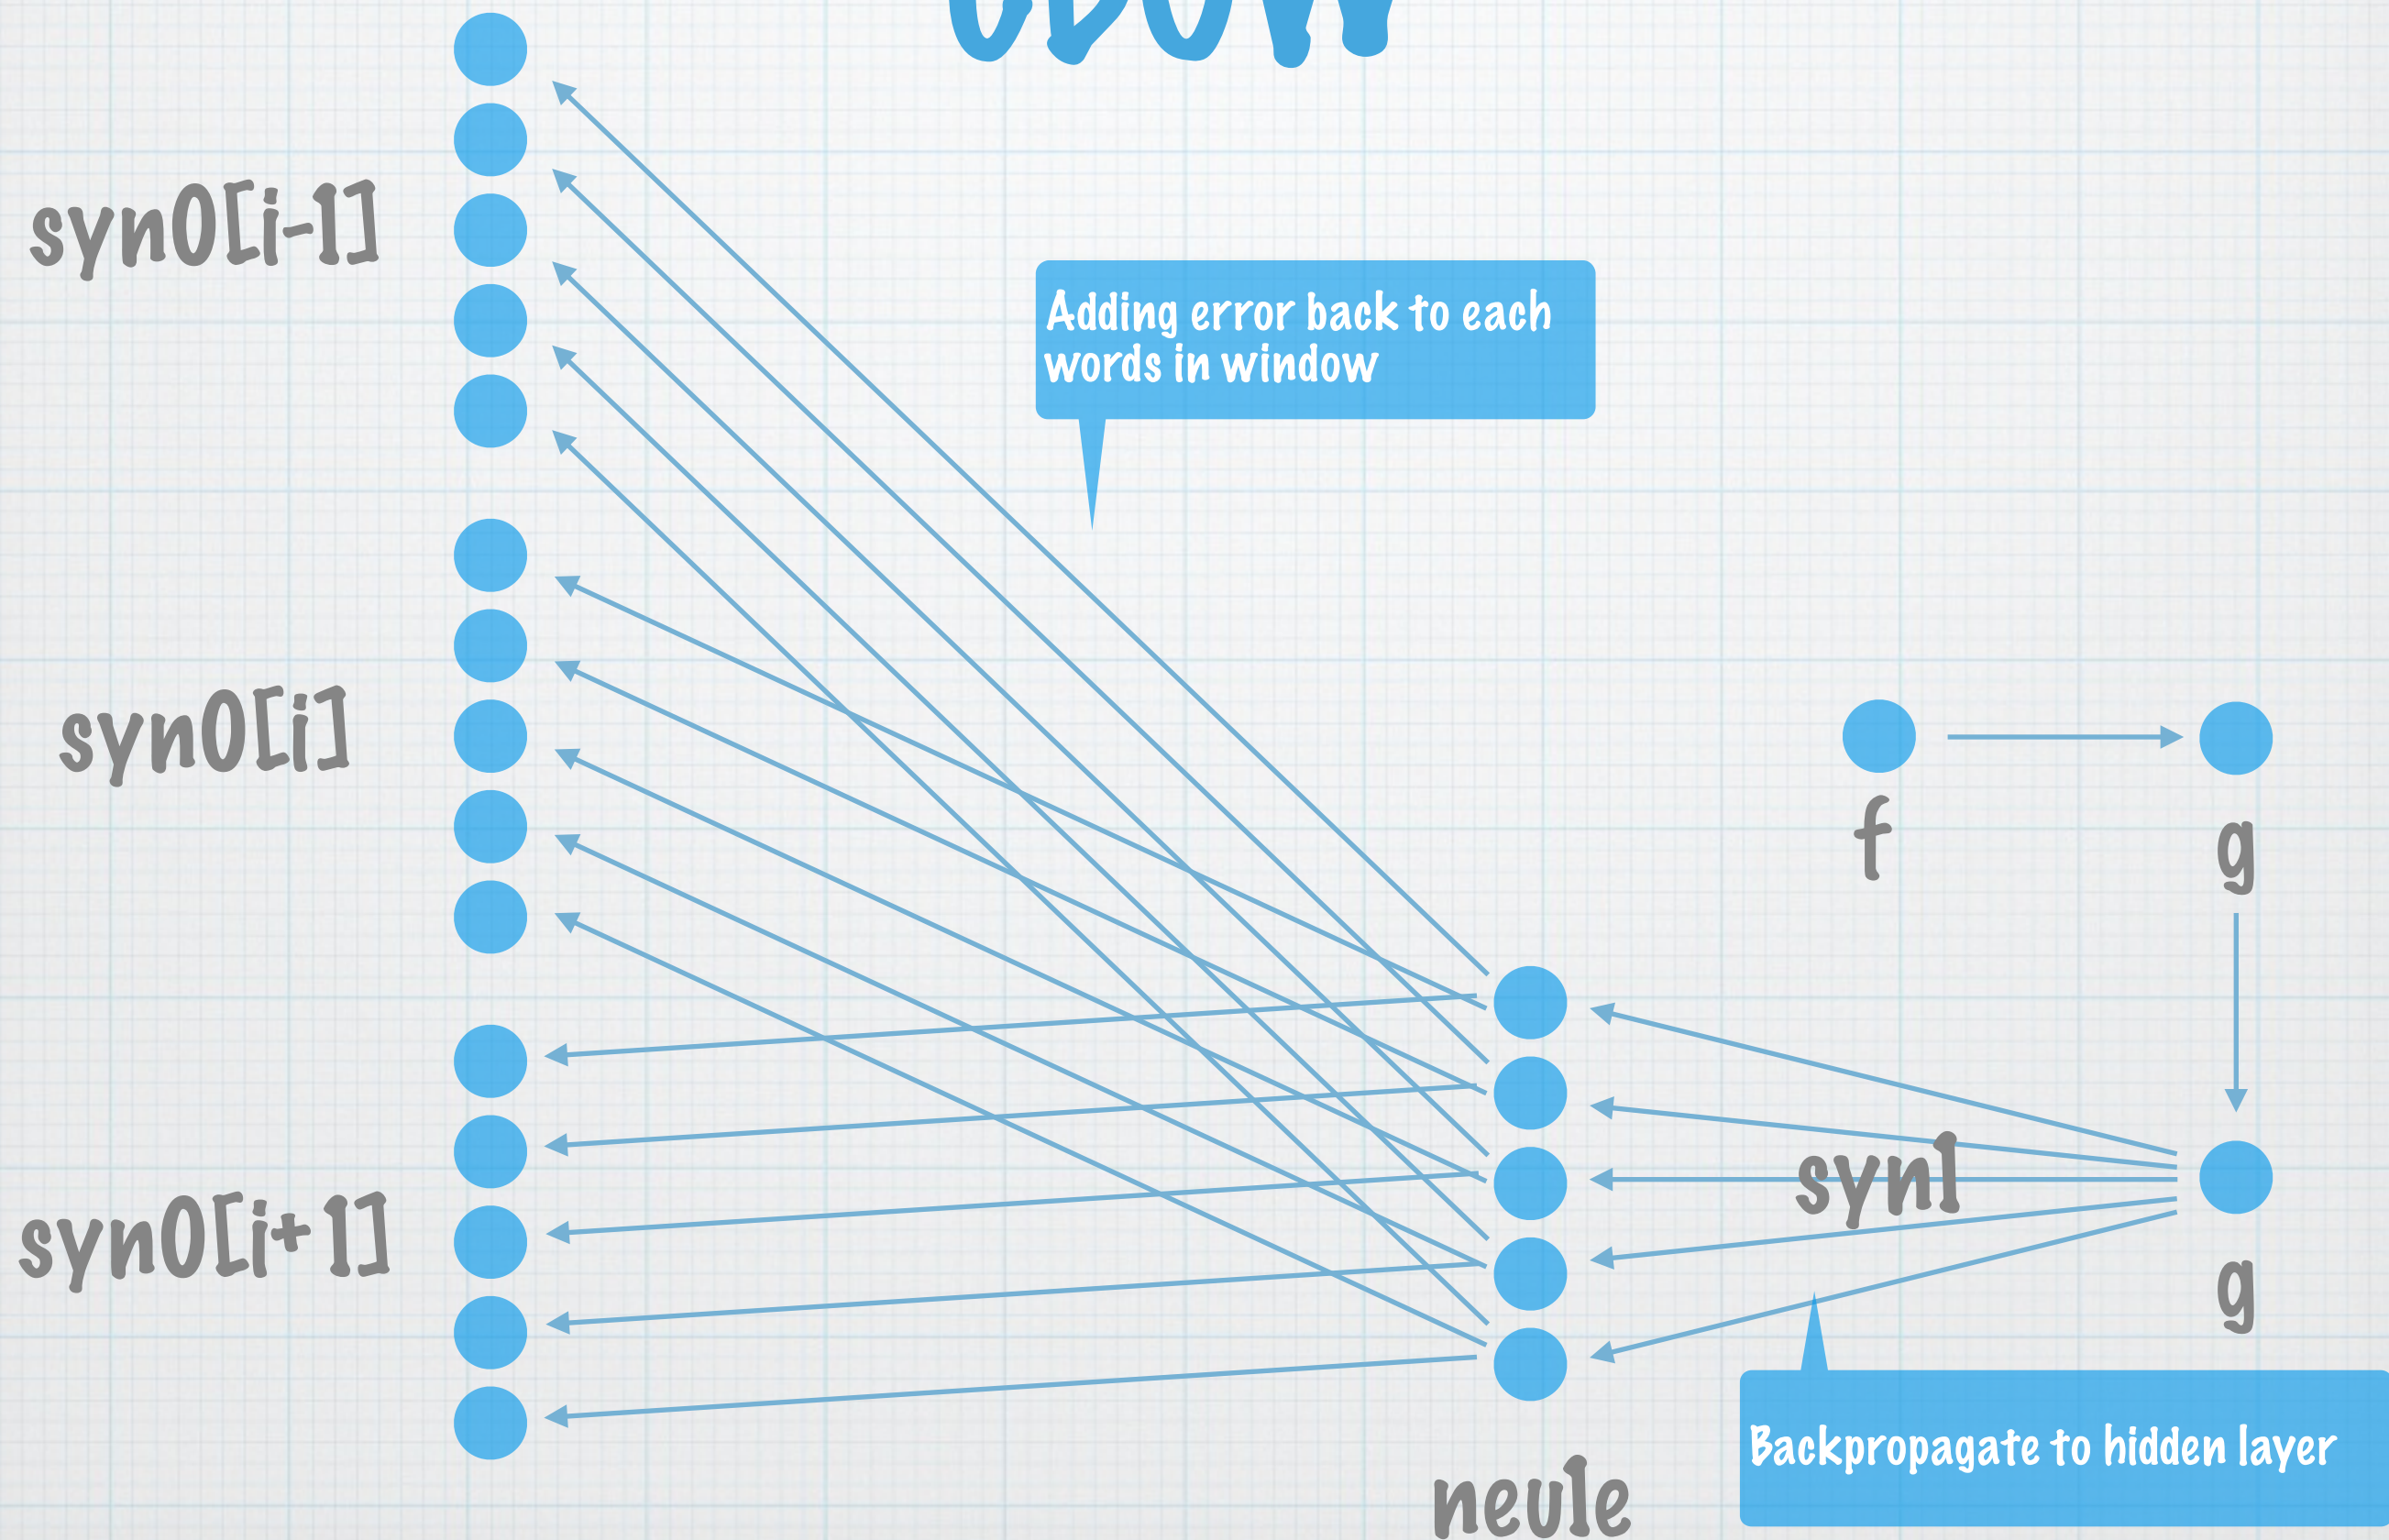 CBOW
syn0[i-1]
Adding error back to each
words in window
syn0[i]
f
g
syn1
syn0[i+1]
g
Backpropagate to hidden layer
neu1e